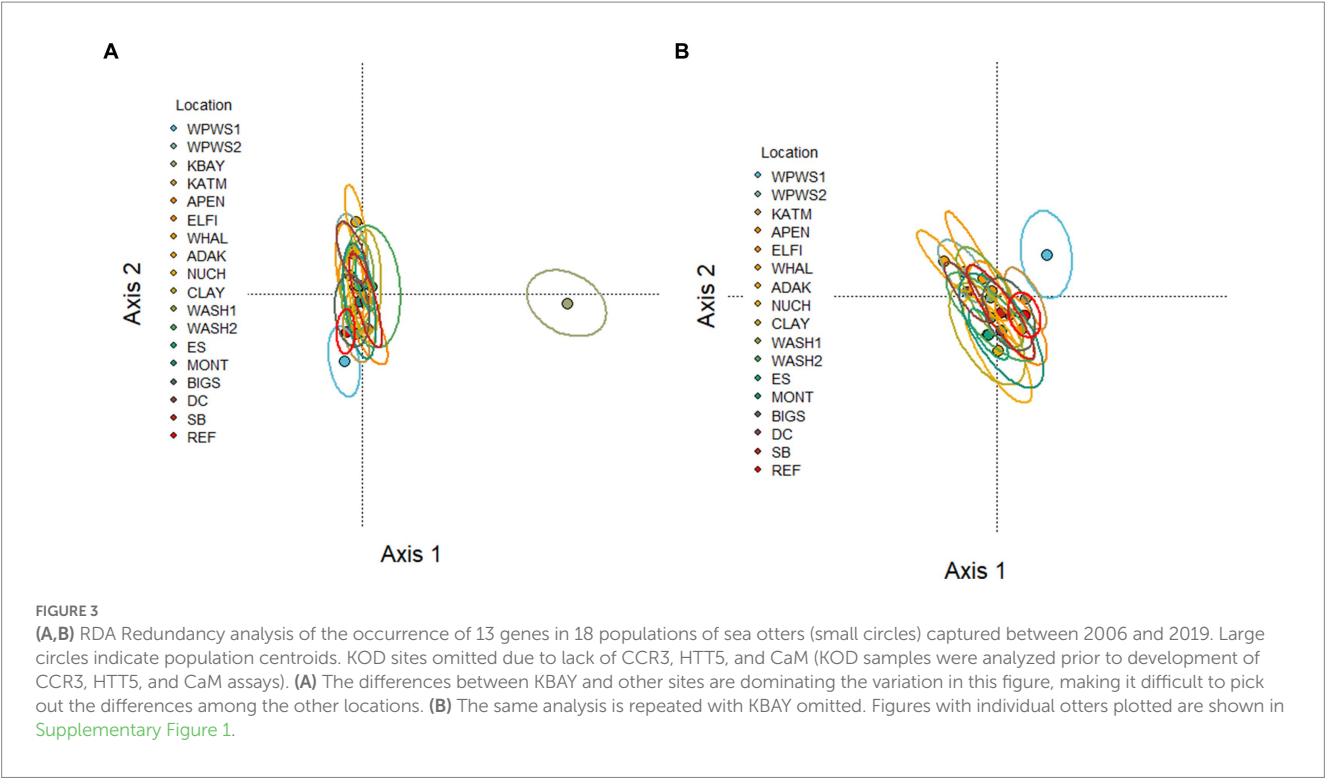 A
Location
WPWS1
WPWS2
KBAY
KATM
APEN
ELFI
WHAL
ADAK
NUCH
CLAY
WASH1
WASH2
ES
MONT
BIGS
DC
SB
REF
Axis 2
Axis 1
B
Location
WPWS1
WPWS2
KATM
APEN
ELFI
WHAL
ADAK
NUCH
CLAY
WASH1
WASH2
ES
MONT
BIGS
DC
SB
REF
Axis 2
Axis 1
FIGURE 3
(A,B) RDA Redundancy analysis of the occurrence of 13 genes in 18 populations of sea otters (small circles) captured between 2006 and 2019. Large
circles indicate population centroids. KOD sites omitted due to lack of CCR3, HTT5, and CaM (KOD samples were analyzed prior to development of
CCR3, HTT5, and CaM assays). (A) The differences between KBAY and other sites are dominating the variation in this figure, making it difficult to pick
out the differences among the other locations. (B) The same analysis is repeated with KBAY omitted. Figures with individual otters plotted are shown in
Supplementary Figure 1.